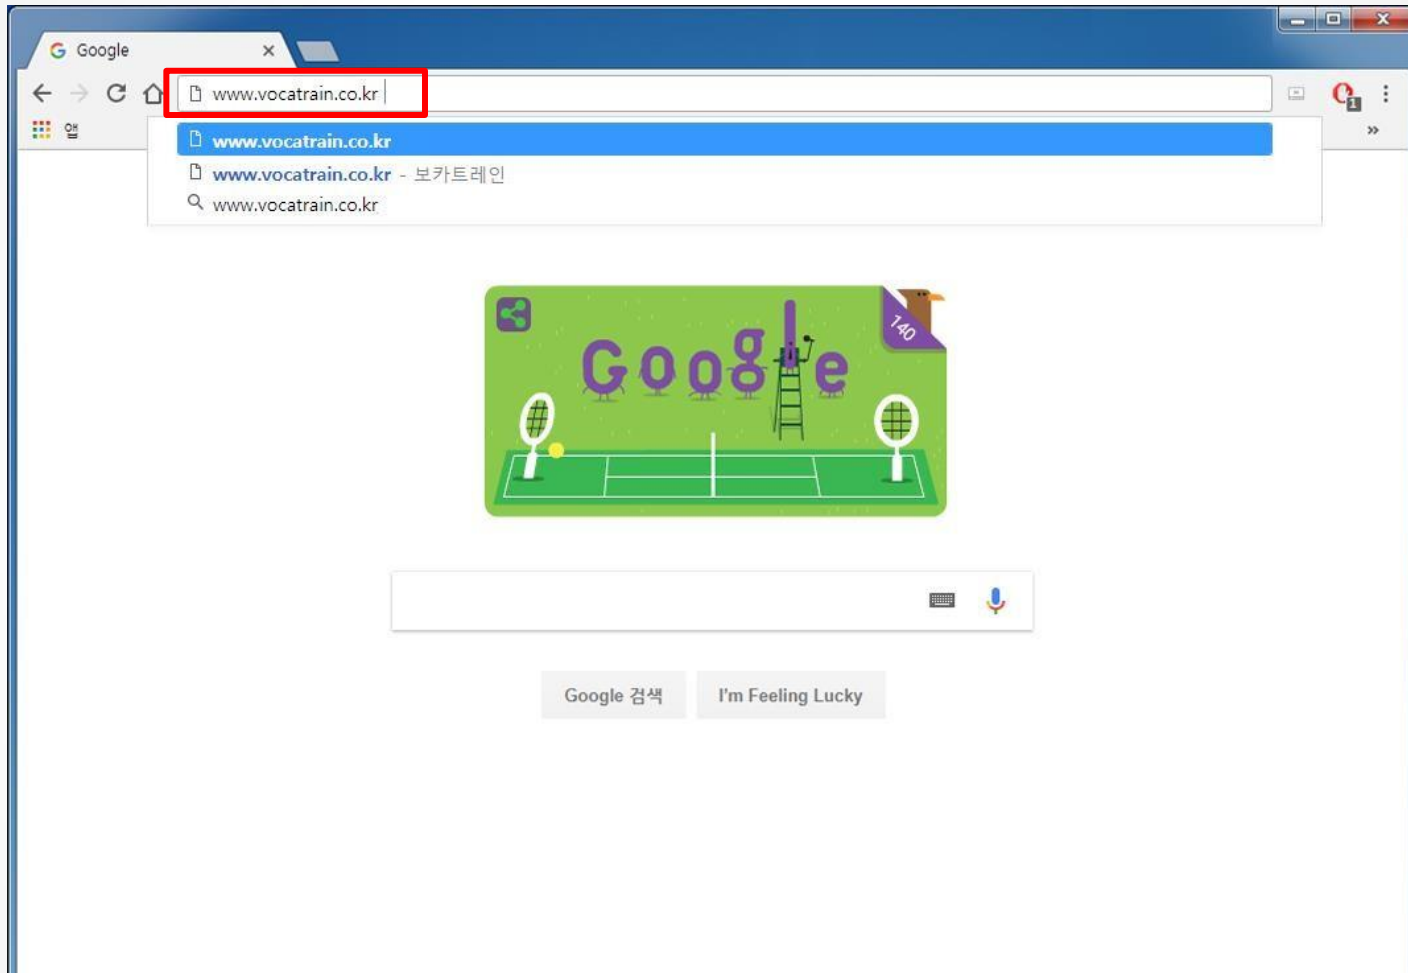 Google
www.vocatrain.co.kr
앱
»
www.vocatrain.co.kr
www.vocatrain.co.kr - 보카트레인
www.vocatrain.co.kr
140
Google
Google 검색
I'm Feeling Lucky
1